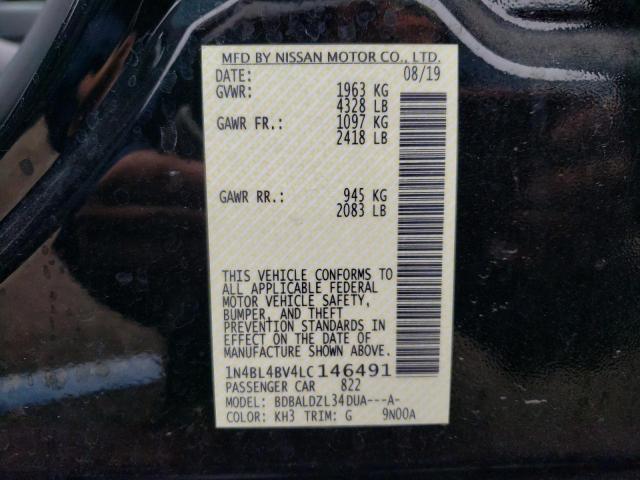 MFD BY NISSAN MOTOR CO., LTD.
DATE: 08/19
GVWR: 1963 KG
4328 LB
GAWR FR.: 1097 KG
2418 LB
GAWR RR.: 945 KG
2083 LB
THIS VEHICLE CONFORMS TO
ALL APPLICABLE FEDERAL
MOTOR VEHICLE SAFETY,
BUMPER, AND THEFT
PREVENTION STANDARDS IN
EFFECT ON THE DATE OF
MANUFACTURE SHOWN ABOVE.
1N4BL4BV4LC146491
PASSENGER CAR 822
MODEL: BDBALDZL34DUA---A-
COLOR: KH3 TRIM: G 9N00A